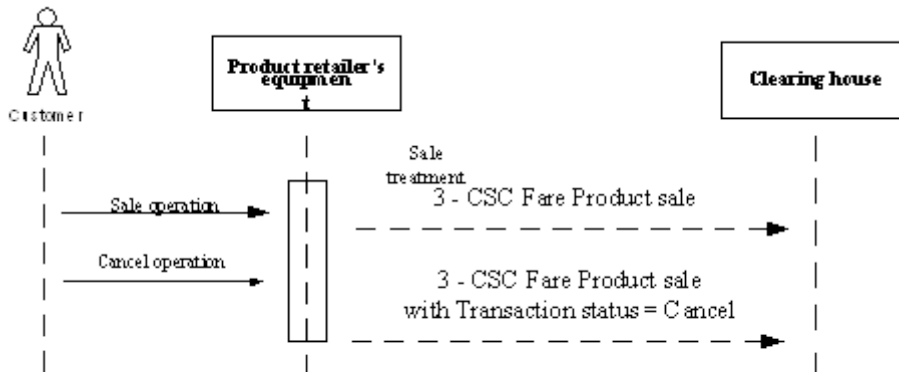 Product retailer's
equipmen
t
Clearing house
Customer
Sale
treatment
Sale operation
3 - CSC Fare Product sale
Cancel operation
3 - CSC Fare Product sale
with Transaction status = Cancel